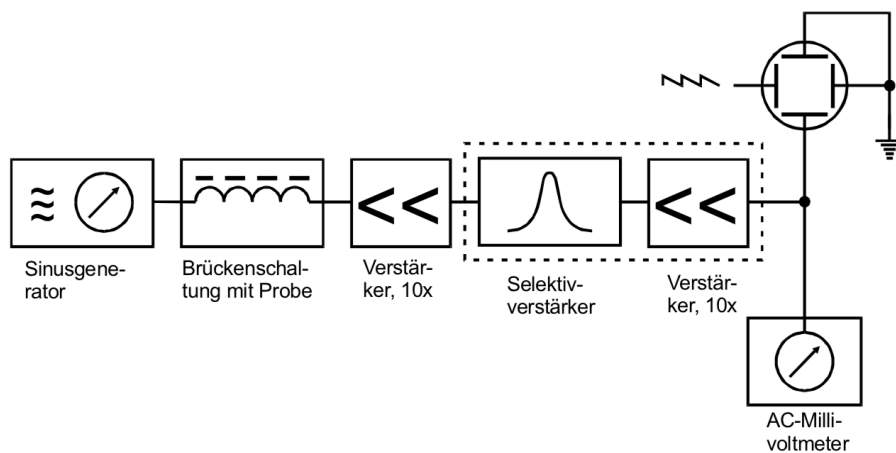 Sinusgene-
rator
Brückenschal-
tung mit Probe
Verstär-
ker, 10x
Selektiv-
verstärker
Verstär-
ker, 10x
AC-Milli-
voltmeter